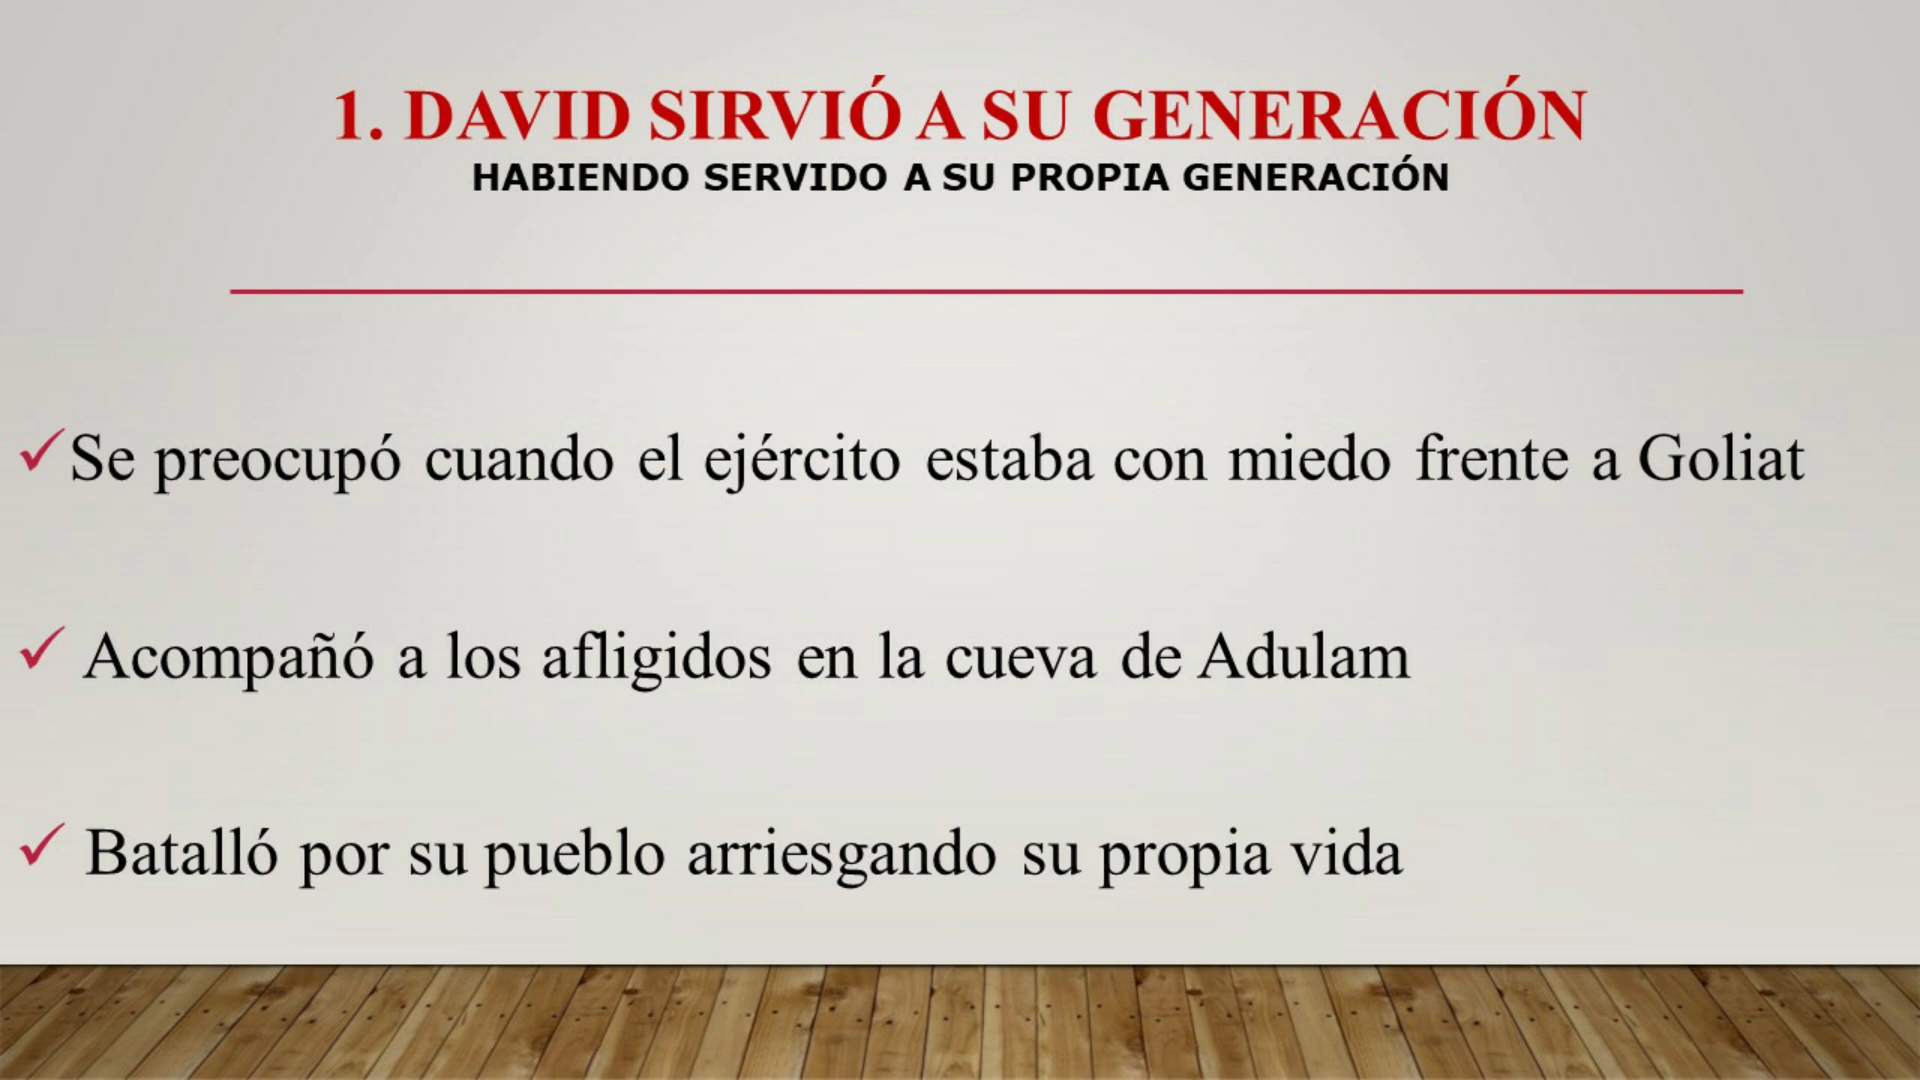 1. DAVID SIRVIÓ A SU GENERACIÓN
HABIENDO SERVIDO A SU PROPIA GENERACIÓN
✓Se preocupó cuando el ejército estaba con miedo frente a Goliat
✓ Acompañó a los afligidos en la cueva de Adulam
✓ Batalló por su pueblo arriesgando su propia vida